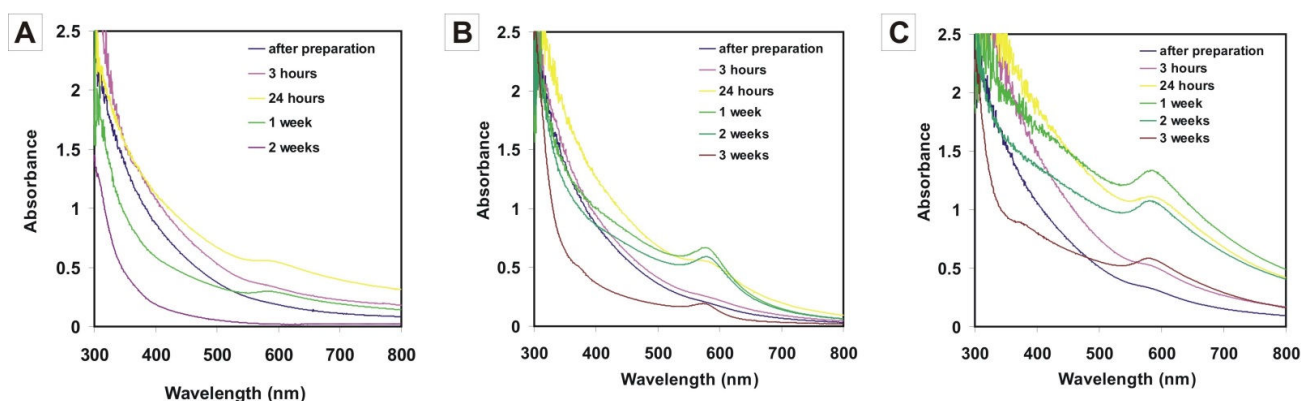 A
2.5
2
1.5
1
0.5
0
300 400 500 600 700 800
Absorbance
Wavelength (nm)
after preparation
3 hours
24 hours
1 week
2 weeks
B
2.5
2
1.5
1
0.5
0
300 400 500 600 700 800
Absorbance
Wavelength (nm)
after preparation
3 hours
24 hours
1 week
2 weeks
3 weeks
C
2.5
2
1.5
1
0.5
0
300 400 500 600 700 800
Absorbance
Wavelength (nm)
after preparation
3 hours
24 hours
1 week
2 weeks
3 weeks